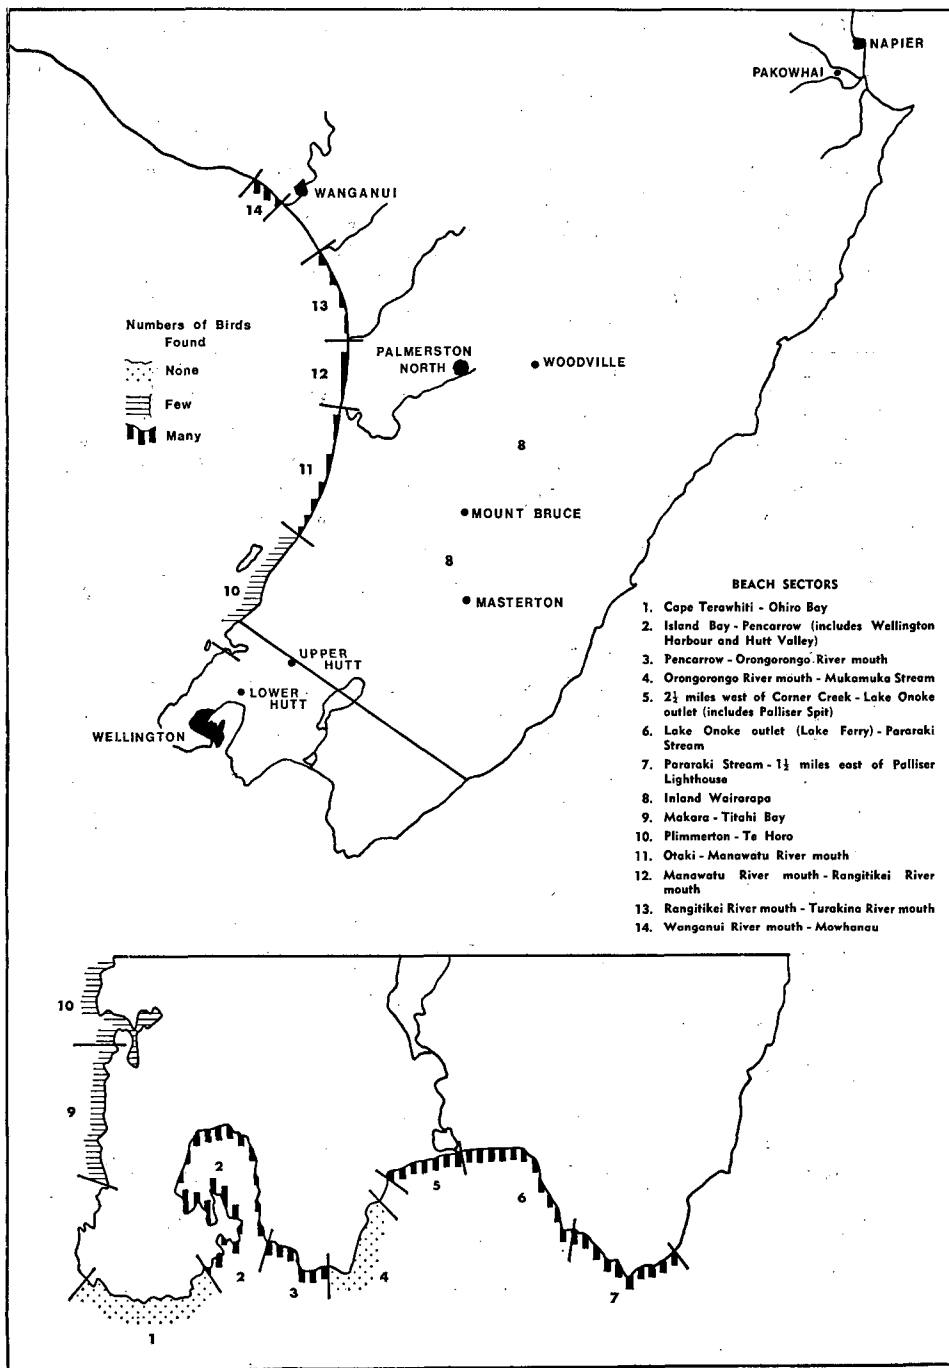 NAPIER
PAKOWHAI
WANGANUI
14
13
Numbers of Birds
Found
None
Few
Many
PALMERSTON
NORTH
WOODVILLE
12
8
11
MOUNT BRUCE
8
10
MASTERTON
UPPER
HUTT
LOWER
HUTT
WELLINGTON
BEACH SECTORS
1. Cape Terawhiti - Ohiro Bay
2. Island Bay - Pencarrow (includes Wellington
Harbour and Hutt Valley)
3. Pencarrow - Orongorongo River mouth
4. Orongorongo River mouth - Mukamuka Stream
5. 2½ miles west of Corner Creek - Lake Onoke
outlet (includes Palliser Spit)
6. Lake Onoke outlet (Lake Ferry) - Pararaki
Stream
7. Pararaki Stream - 1½ miles east of Palliser
Lighthouse
8. Inland Wairarapa
9. Makara - Titahi Bay
10. Plimmerton - Te Horo
11. Otaki - Manawatu River mouth
12. Manawatu River mouth - Rangitikei River
mouth
13. Rangitikei River mouth - Turakina River mouth
14. Wanganui River mouth - Mowhanau
10
9
2
5
6
2
3
4
7
1